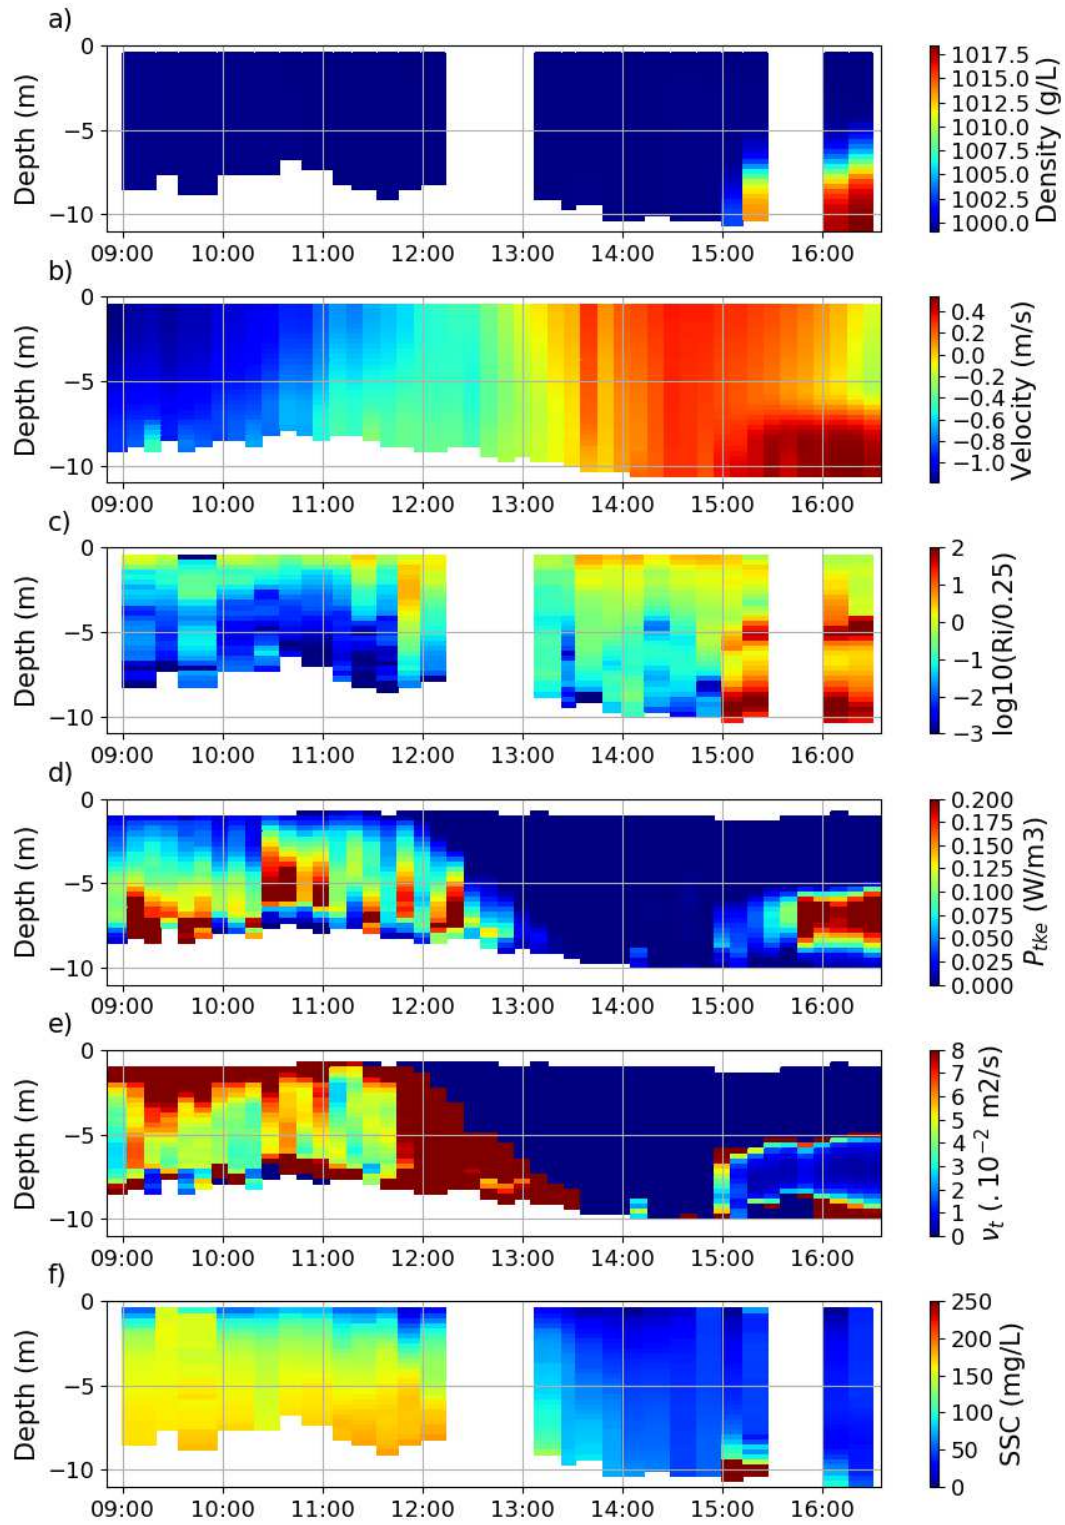 a)
0
−5
−10
Depth (m)
09:00 10:00 11:00 12:00 13:00 14:00 15:00 16:00
1017.5
1015.0
1012.5
1010.0
1007.5
1005.0
1002.5
1000.0
Density (g/L)
b)
0
−5
−10
Depth (m)
09:00 10:00 11:00 12:00 13:00 14:00 15:00 16:00
0.4
0.2
0.0
−0.2
−0.4
−0.6
−0.8
−1.0
Velocity (m/s)
c)
0
−5
−10
Depth (m)
09:00 10:00 11:00 12:00 13:00 14:00 15:00 16:00
2
1
0
−1
−2
−3
log10(Ri/0.25)
d)
0
−5
−10
Depth (m)
09:00 10:00 11:00 12:00 13:00 14:00 15:00 16:00
0.200
0.175
0.150
0.125
0.100
0.075
0.050
0.025
0.000
P_tke (W/m3)
e)
0
−5
−10
Depth (m)
09:00 10:00 11:00 12:00 13:00 14:00 15:00 16:00
8
7
6
5
4
3
2
1
0
ν_t (.10⁻² m2/s)
f)
0
−5
−10
Depth (m)
09:00 10:00 11:00 12:00 13:00 14:00 15:00 16:00
250
200
150
100
50
0
SSC (mg/L)